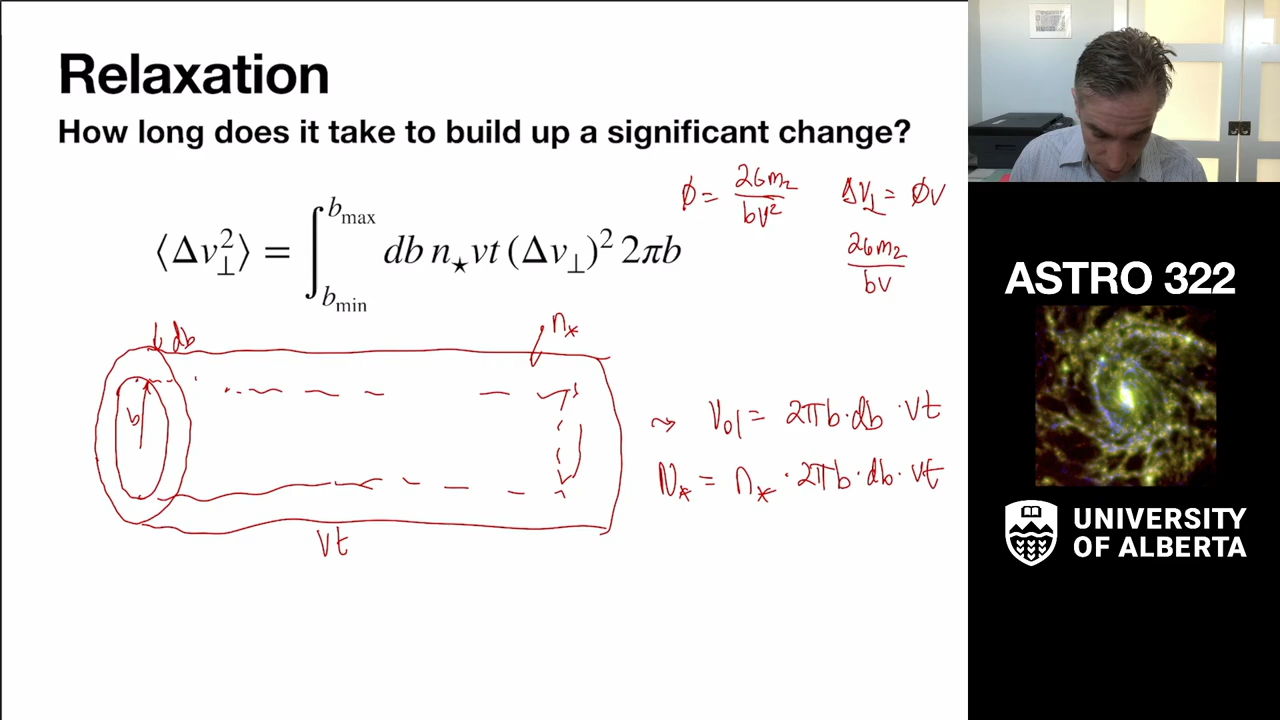 Relaxation
How long does it take to build up a significant change?
ϕ = 2Gm₂ / bV²
ΔV⊥ = ϕV
2Gm₂ / bV
⟨Δv⊥²⟩ = ∫_{b_min}^{b_max} db n⋆vt (Δv⊥)² 2πb
db
n*
b
Vt
→ Vol = 2πb · db · Vt
N* = n* · 2πb · db · Vt
ASTRO 322
UNIVERSITY
OF ALBERTA